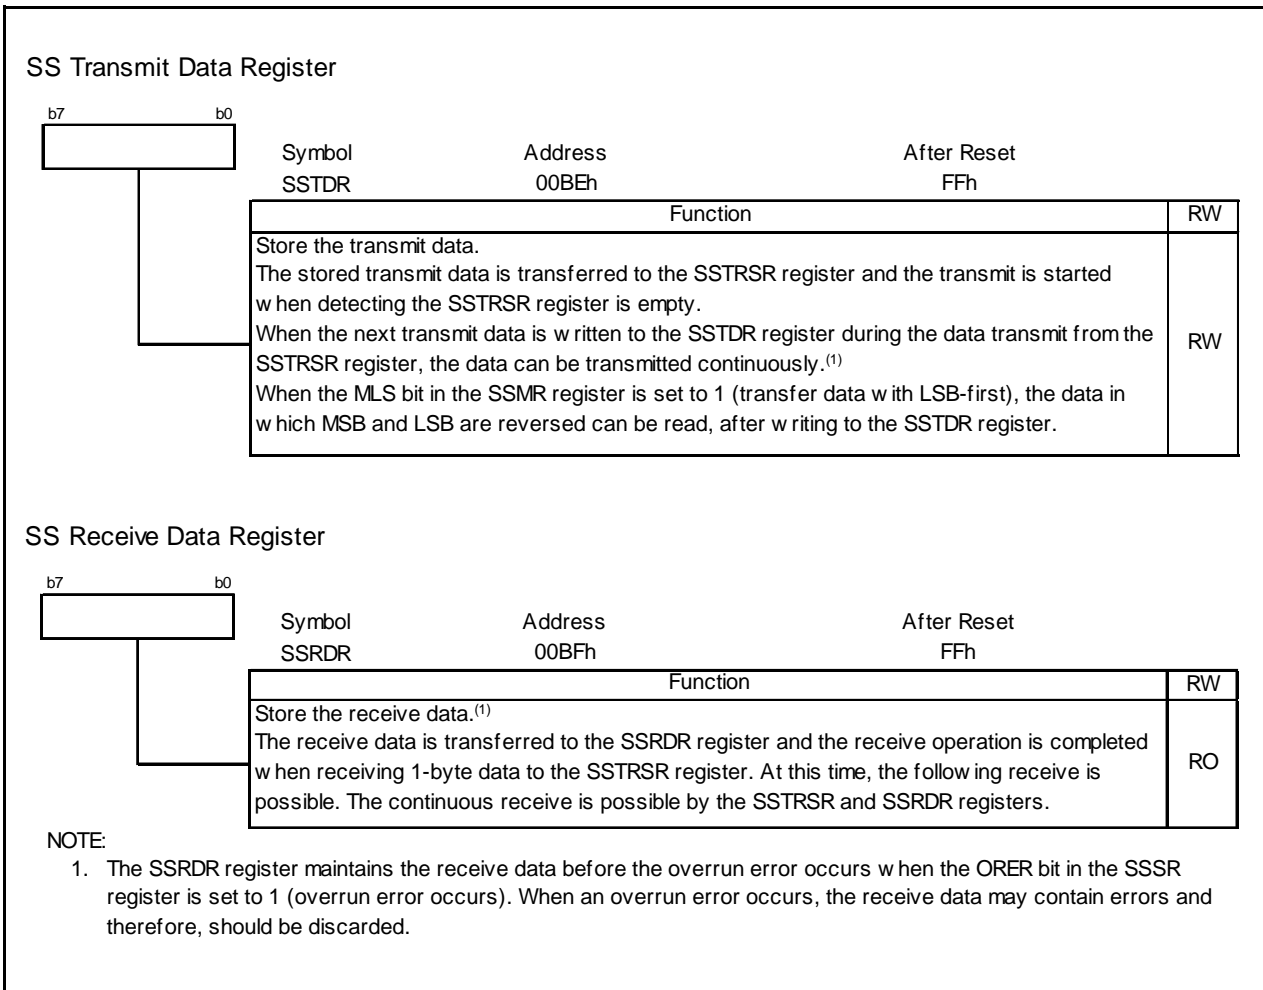 SS Transmit Data Register
b7 b0
Symbol Address After Reset
SSTDR 00BEh FFh
Function RW
Store the transmit data.
The stored transmit data is transferred to the SSTRSR register and the transmit is started
when detecting the SSTRSR register is empty.
When the next transmit data is written to the SSTDR register during the data transmit from the
SSTRSR register, the data can be transmitted continuously.(1)
When the MLS bit in the SSMR register is set to 1 (transfer data with LSB-first), the data in
which MSB and LSB are reversed can be read, after writing to the SSTDR register.
RW
SS Receive Data Register
b7 b0
Symbol Address After Reset
SSRDR 00BFh FFh
Function RW
Store the receive data.(1)
The receive data is transferred to the SSRDR register and the receive operation is completed
when receiving 1-byte data to the SSTRSR register. At this time, the following receive is
possible. The continuous receive is possible by the SSTRSR and SSRDR registers.
RO
NOTE:
1. The SSRDR register maintains the receive data before the overrun error occurs when the ORER bit in the SSSR
register is set to 1 (overrun error occurs). When an overrun error occurs, the receive data may contain errors and
therefore, should be discarded.